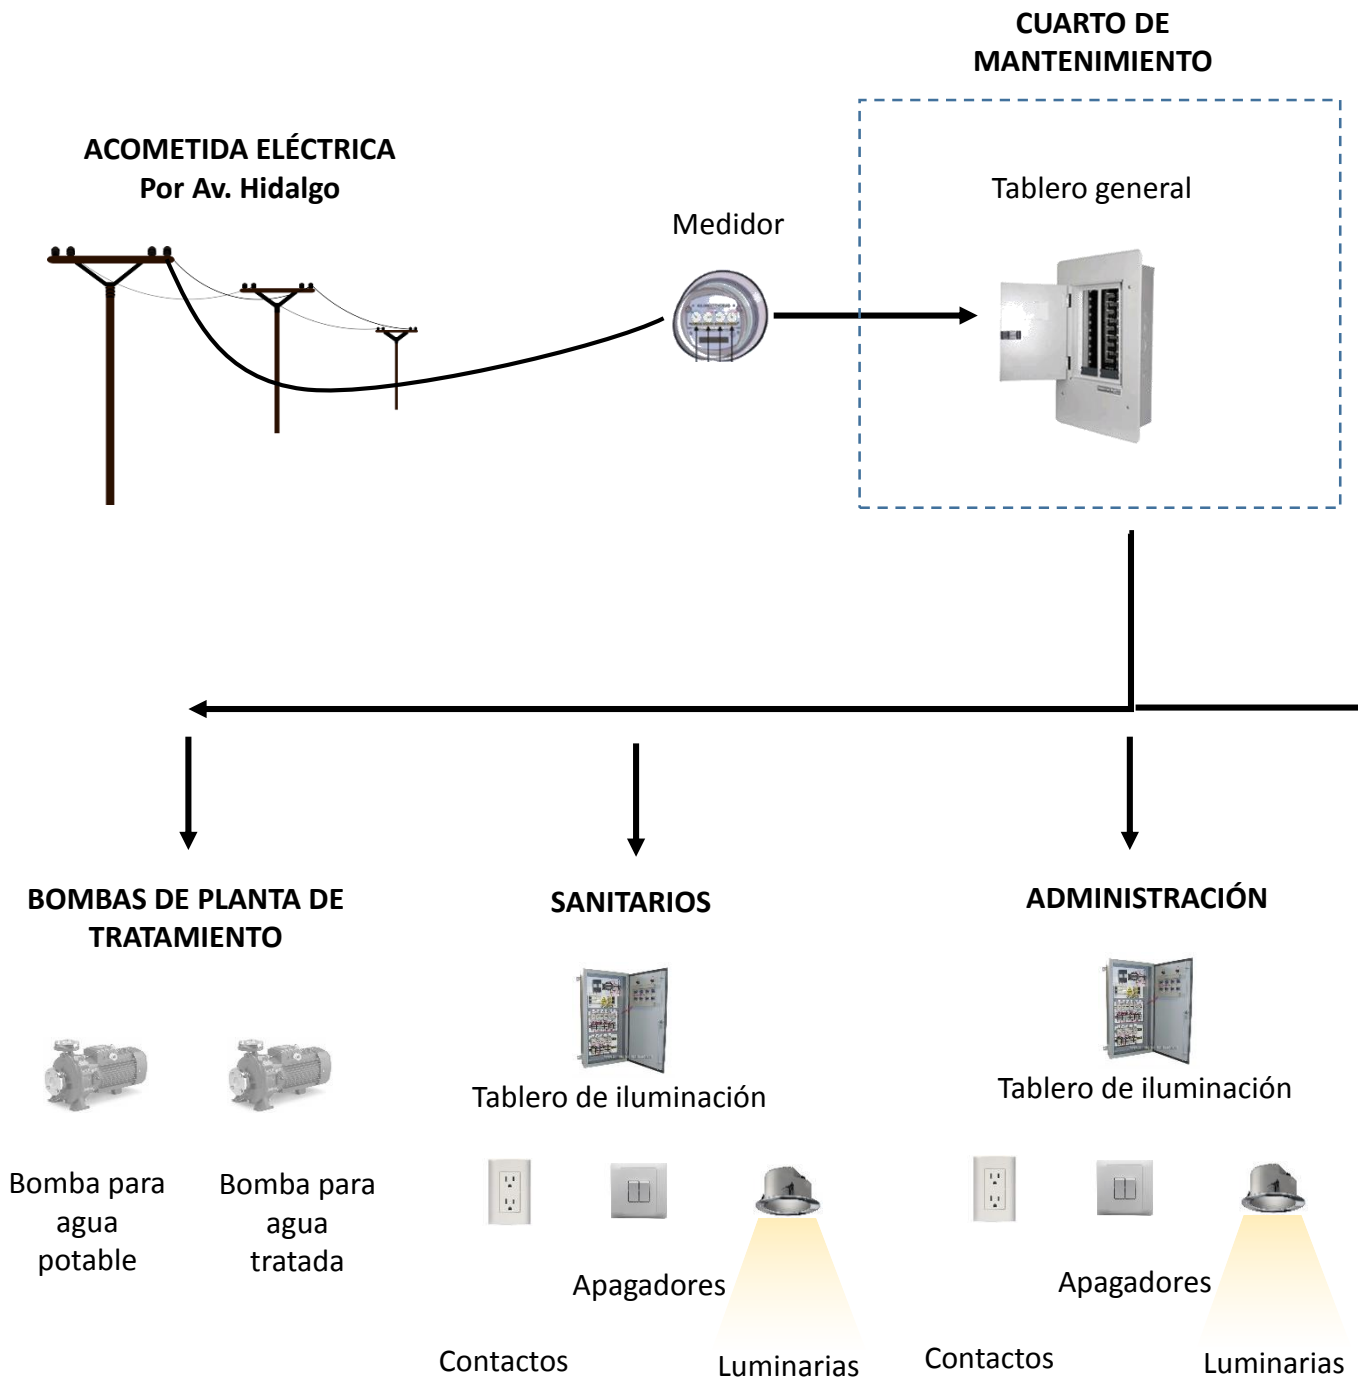 CUARTO DE
MANTENIMIENTO
ACOMETIDA ELÉCTRICA
Por Av. Hidalgo
Tablero general
Medidor
BOMBAS DE PLANTA DE
TRATAMIENTO
SANITARIOS
ADMINISTRACIÓN
Tablero de iluminación
Tablero de iluminación
Bomba para
agua
potable
Bomba para
agua
tratada
Apagadores
Apagadores
Contactos
Luminarias
Contactos
Luminarias